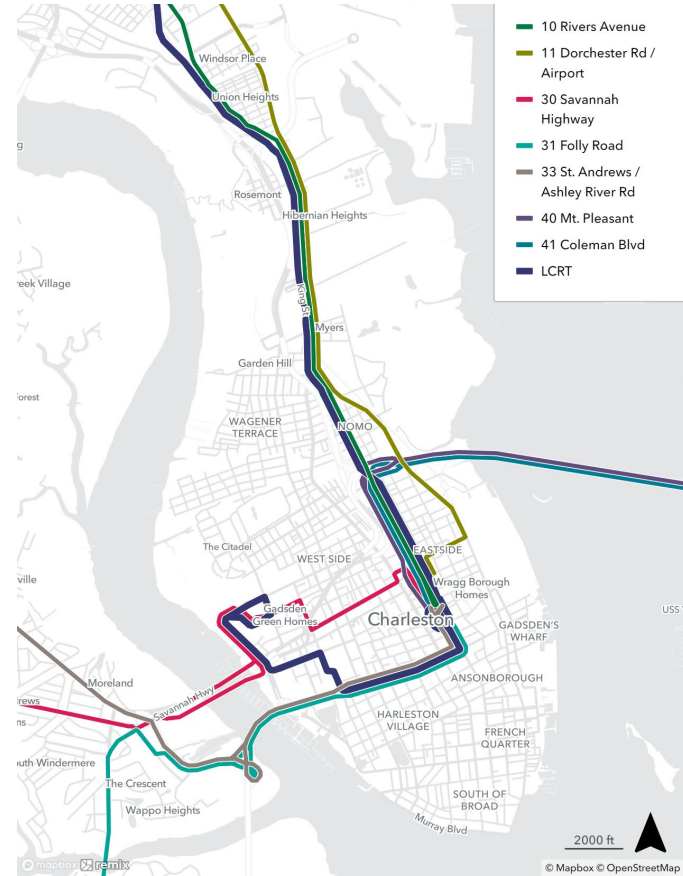 10 Rivers Avenue
11 Dorchester Rd /
Airport
30 Savannah
Highway
31 Folly Road
33 St. Andrews /
Ashley River Rd
40 Mt. Pleasant
41 Coleman Blvd
LCRT
Windsor Place
Union Heights
Rosemont
Hibernian Heights
reek Village
King St
Myers
Garden Hill
orest
WAGENER
TERRACE
NOMO
The Citadel
WEST SIDE
EASTSIDE
ville
Wragg Borough
Homes
Gadsden
Green Homes
Charleston
GADSDEN'S
WHARF
USS
Moreland
ANSONBOROUGH
Savannah Hwy
rews
ns
HARLESTON
VILLAGE
FRENCH
QUARTER
outh Windermere
The Crescent
Wappo Heights
SOUTH OF
BROAD
Murray Blvd
2000 ft
mapbox remix
© Mapbox © OpenStreetMap